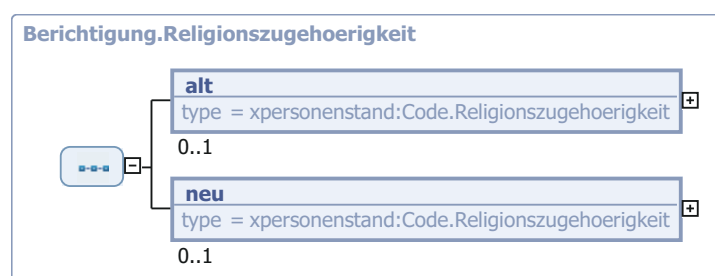 Berichtigung.Religionszugehoerigkeit
alt
type = xpersonenstand:Code.Religionszugehoerigkeit
0..1
neu
type = xpersonenstand:Code.Religionszugehoerigkeit
0..1